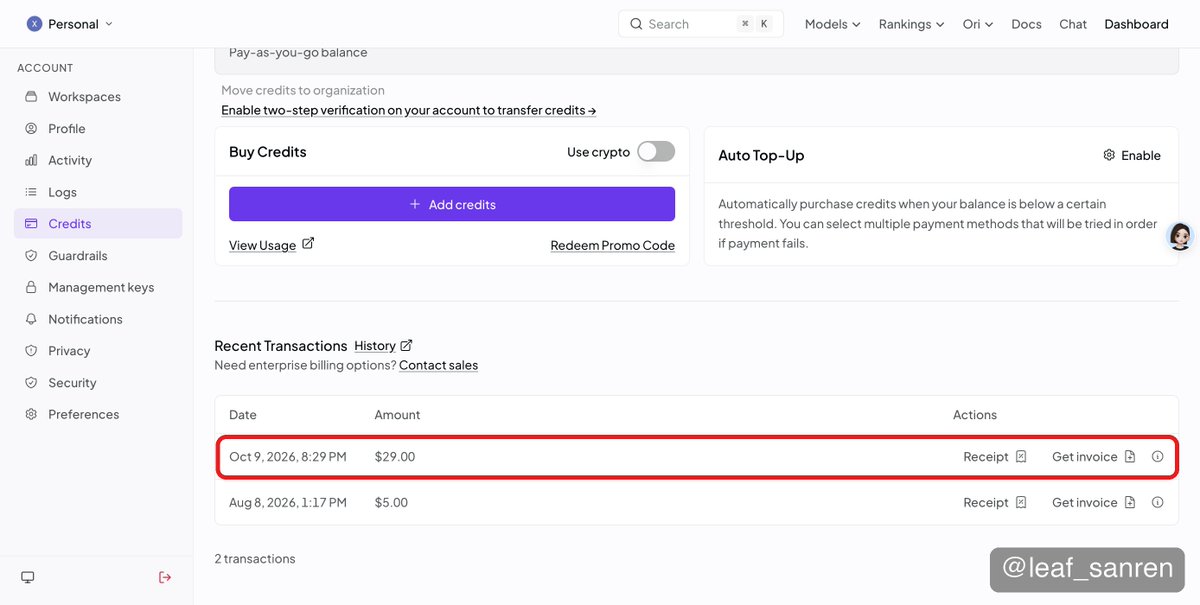 X Personal
Search ⌘ K
Models
Rankings
Ori
Docs
Chat
Dashboard
ACCOUNT
Workspaces
Profile
Activity
Logs
Credits
Guardrails
Management keys
Notifications
Privacy
Security
Preferences
Pay-as-you-go balance
Move credits to organization
Enable two-step verification on your account to transfer credits →
Buy Credits
Use crypto
+ Add credits
View Usage
Redeem Promo Code
Auto Top-Up
Enable
Automatically purchase credits when your balance is below a certain
threshold. You can select multiple payment methods that will be tried in order
if payment fails.
Recent Transactions History
Need enterprise billing options? Contact sales
Date Amount Actions
Oct 9, 2026, 8:29 PM $29.00 Receipt Get invoice
Aug 8, 2026, 1:17 PM $5.00 Receipt Get invoice
2 transactions
@leaf_sanren